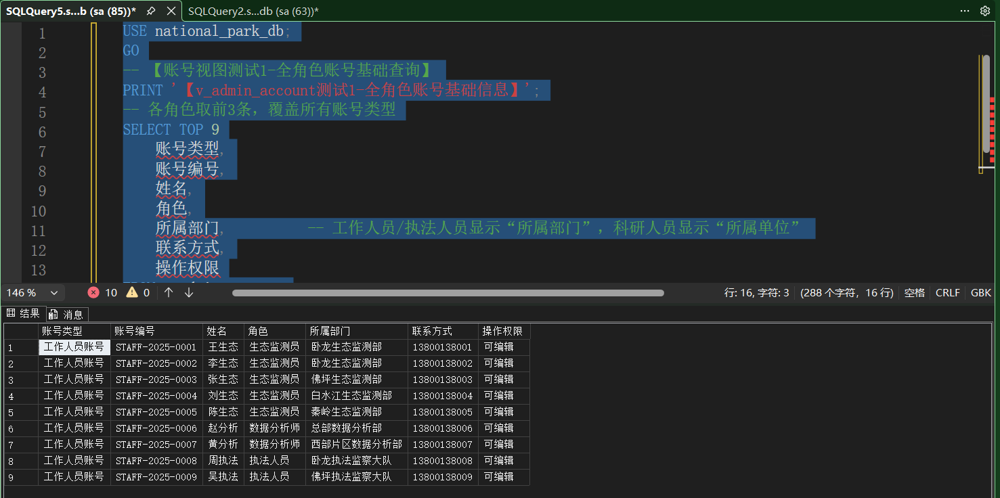 SQLQuery5.s...b (sa (85))* SQLQuery2.s...db (sa (63))*
1 USE national_park_db;
2 GO
3 -- 【账号视图测试1-全角色账号基础查询】
4 PRINT '【v_admin_account测试1-全角色账号基础信息】';
5 -- 各角色取前3条，覆盖所有账号类型
6 SELECT TOP 9
7 账号类型,
8 账号编号,
9 姓名,
10 角色,
11 所属部门, -- 工作人员/执法人员显示“所属部门”，科研人员显示“所属单位”
12 联系方式,
13 操作权限
146 % 10 0 行: 16, 字符: 3 (288 个字符，16 行) 空格 CRLF GBK
结果 消息
账号类型 账号编号 姓名 角色 所属部门 联系方式 操作权限
1 工作人员账号 STAFF-2025-0001 王生态 生态监测员 卧龙生态监测部 13800138001 可编辑
2 工作人员账号 STAFF-2025-0002 李生态 生态监测员 卧龙生态监测部 13800138002 可编辑
3 工作人员账号 STAFF-2025-0003 张生态 生态监测员 佛坪生态监测部 13800138003 可编辑
4 工作人员账号 STAFF-2025-0004 刘生态 生态监测员 白水江生态监测部 13800138004 可编辑
5 工作人员账号 STAFF-2025-0005 陈生态 生态监测员 秦岭生态监测部 13800138005 可编辑
6 工作人员账号 STAFF-2025-0006 赵分析 数据分析师 总部数据分析部 13800138006 可编辑
7 工作人员账号 STAFF-2025-0007 黄分析 数据分析师 西部片区数据分析部 13800138007 可编辑
8 工作人员账号 STAFF-2025-0008 周执法 执法人员 卧龙执法监察大队 13800138008 可编辑
9 工作人员账号 STAFF-2025-0009 吴执法 执法人员 佛坪执法监察大队 13800138009 可编辑